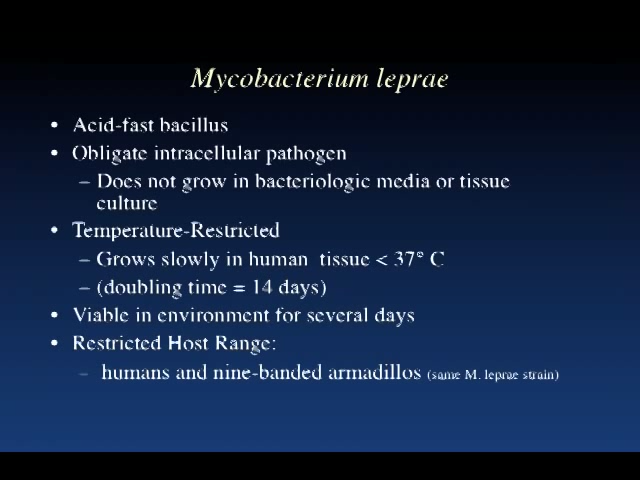 Mycobacterium leprae
• Acid-fast bacillus
• Obligate intracellular pathogen
– Does not grow in bacteriologic media or tissue
culture
• Temperature-Restricted
– Grows slowly in human tissue < 37° C
– (doubling time = 14 days)
• Viable in environment for several days
• Restricted Host Range:
– humans and nine-banded armadillos (same M. leprae strain)